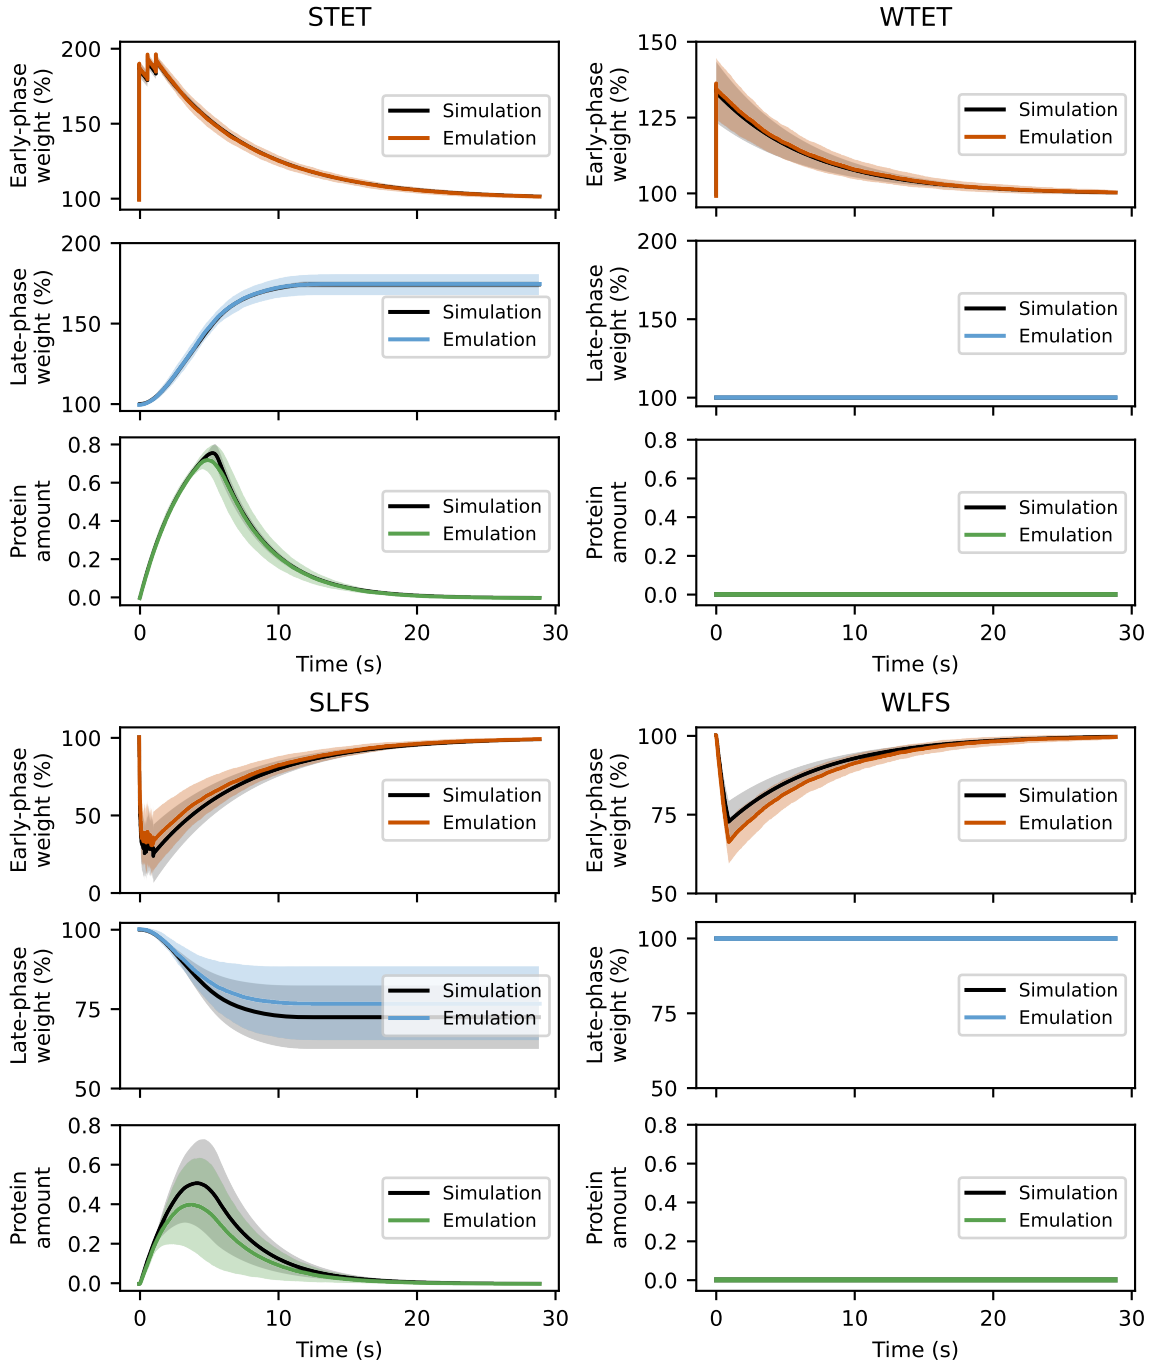 STET
Early-phase
weight (%)
200
150
100
Simulation
Emulation
Late-phase
weight (%)
200
150
100
Simulation
Emulation
Protein
amount
0.8
0.6
0.4
0.2
0.0
Simulation
Emulation
0 10 20 30
Time (s)
WTET
Early-phase
weight (%)
150
125
100
Simulation
Emulation
Late-phase
weight (%)
200
150
100
Simulation
Emulation
Protein
amount
0.8
0.6
0.4
0.2
0.0
Simulation
Emulation
0 10 20 30
Time (s)
SLFS
Early-phase
weight (%)
100
50
0
Simulation
Emulation
Late-phase
weight (%)
100
75
50
Simulation
Emulation
Protein
amount
0.8
0.6
0.4
0.2
0.0
Simulation
Emulation
0 10 20 30
Time (s)
WLFS
Early-phase
weight (%)
100
75
50
Simulation
Emulation
Late-phase
weight (%)
100
75
50
Simulation
Emulation
Protein
amount
0.8
0.6
0.4
0.2
0.0
Simulation
Emulation
0 10 20 30
Time (s)